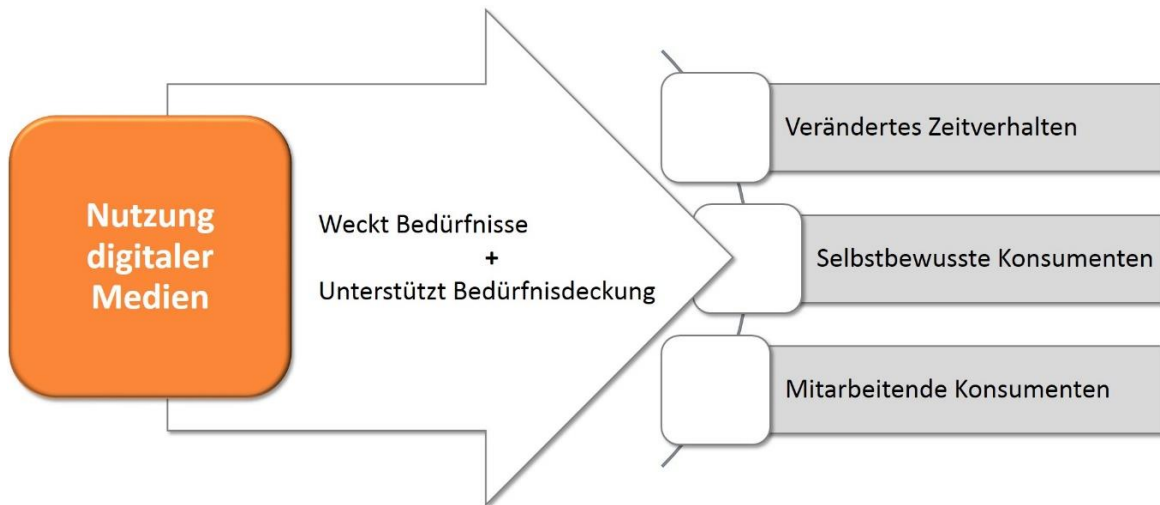 Nutzung
digitaler
Medien
Weckt Bedürfnisse
+
Unterstützt Bedürfnisdeckung
Verändertes Zeitverhalten
Selbstbewusste Konsumenten
Mitarbeitende Konsumenten